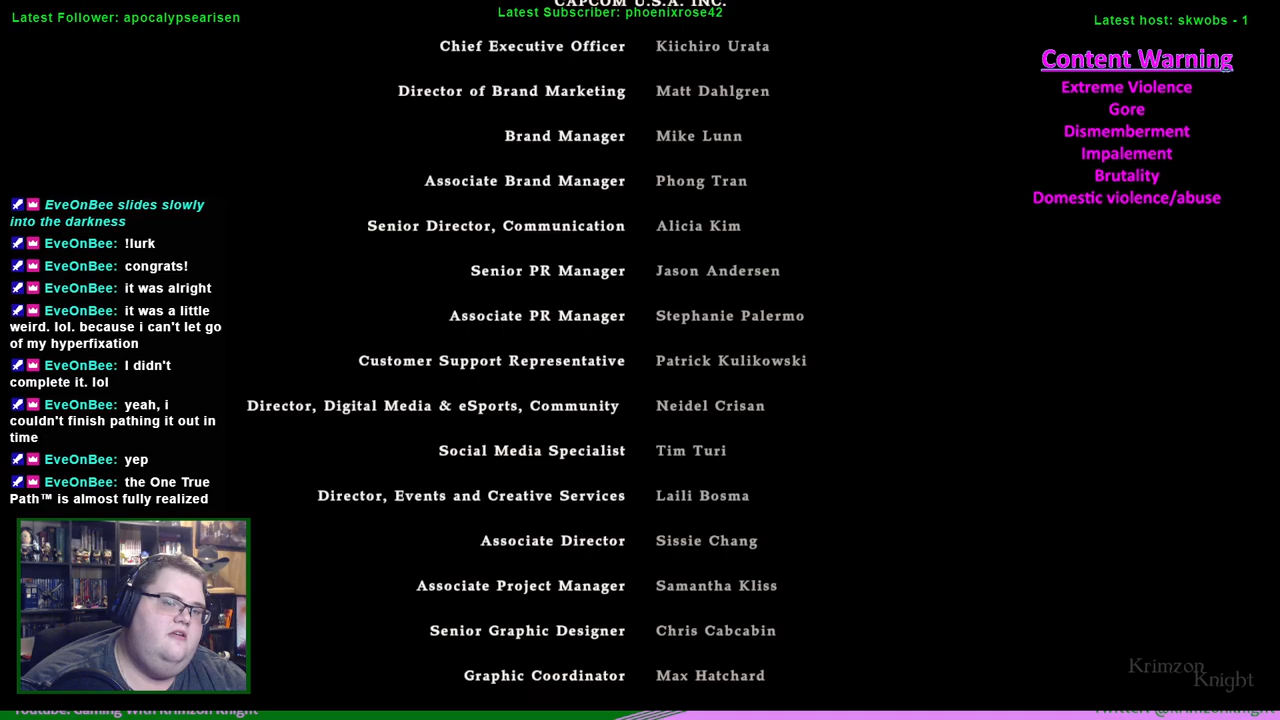 Latest Follower: apocalypsearisen
Latest Subscriber: phoenixrose42
Latest host: skwobs - 1
CAPCOM U.S.A. INC.
Chief Executive Officer Kiichiro Urata
Director of Brand Marketing Matt Dahlgren
Brand Manager Mike Lunn
Associate Brand Manager Phong Tran
Senior Director, Communication Alicia Kim
Senior PR Manager Jason Andersen
Associate PR Manager Stephanie Palermo
Customer Support Representative Patrick Kulikowski
Director, Digital Media & eSports, Community Neidel Crisan
Social Media Specialist Tim Turi
Director, Events and Creative Services Laili Bosma
Associate Director Sissie Chang
Associate Project Manager Samantha Kliss
Senior Graphic Designer Chris Cabcabin
Graphic Coordinator Max Hatchard
Content Warning
Extreme Violence
Gore
Dismemberment
Impalement
Brutality
Domestic violence/abuse
EveOnBee slides slowly
into the darkness
EveOnBee: !lurk
EveOnBee: congrats!
EveOnBee: it was alright
EveOnBee: it was a little
weird. lol. because i can't let go
of my hyperfixation
EveOnBee: I didn't
complete it. lol
EveOnBee: yeah, i
couldn't finish pathing it out in
time
EveOnBee: yep
EveOnBee: the One True
Path™ is almost fully realized
Krimzon
Knight
Youtube: Gaming With Krimzon Knight
Twitter: @krimzonknight